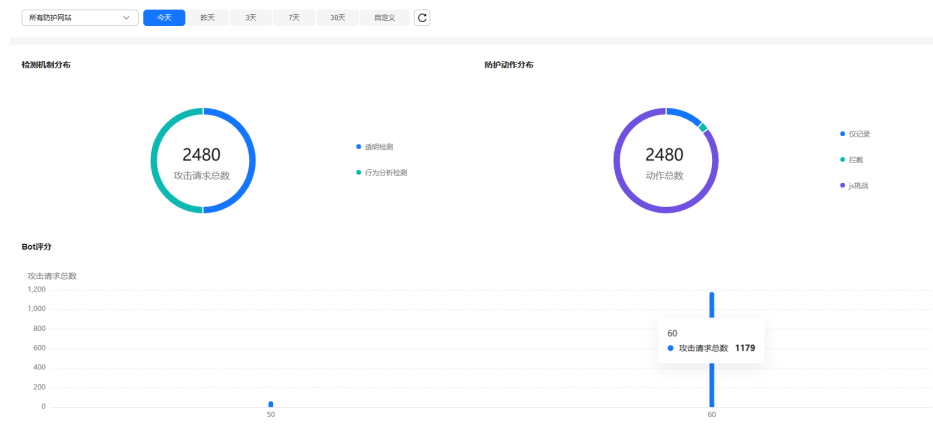 所有防护网站
今天 昨天 3天 7天 30天 自定义
检测机制分布
防护动作分布
2480
攻击请求总数
透明检测
行为分析检测
2480
动作总数
仅记录
拦截
js挑战
Bot评分
攻击请求总数
1,200
1,000
800
600
400
200
0
60
攻击请求总数 1179
50
60